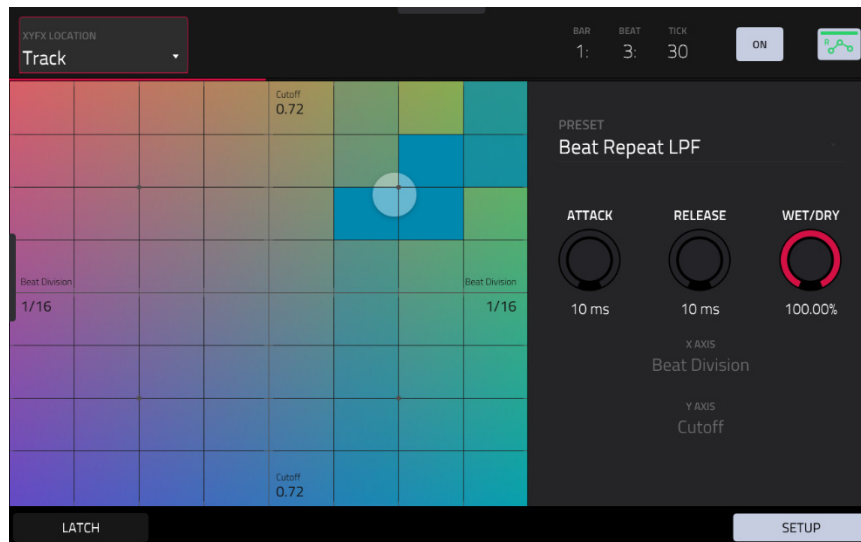 XYFX LOCATION
Track
BAR BEAT TICK
1: 3: 30
ON
R
Cutoff
0.72
PRESET
Beat Repeat LPF
ATTACK RELEASE WET/DRY
10 ms 10 ms 100.00%
Beat Division
1/16
Beat Division
1/16
X AXIS
Beat Division
Y AXIS
Cutoff
Cutoff
0.72
LATCH
SETUP